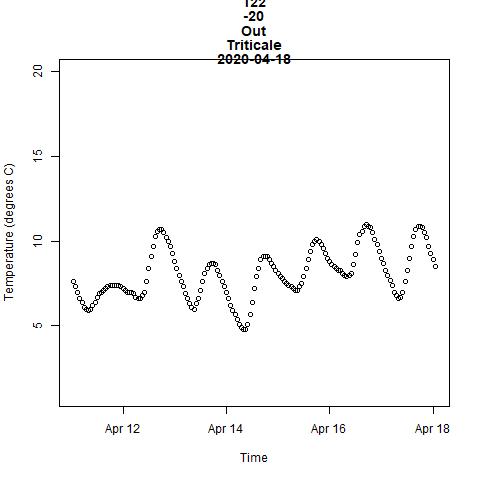 122
-20
Out
Triticale
2020-04-18
20
15
10
5
Temperature (degrees C)
Apr 12
Apr 14
Apr 16
Apr 18
Time